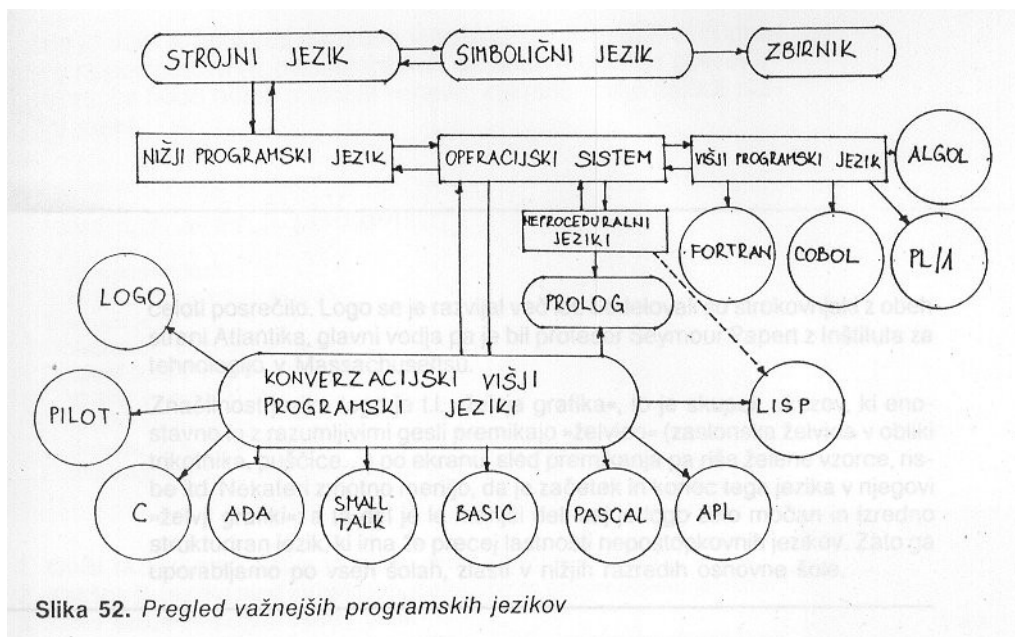 STROJNI JEZIK
SIMBOLIČNI JEZIK
ZBIRNIK
NIŽJI PROGRAMSKI JEZIK
OPERACIJSKI SISTEM
VIŠJI PROGRAMSKI JEZIK
ALGOL
NEPROCEDURALNI
JEZIKI
FORTRAN
COBOL
PL/1
LOGO
PROLOG
KONVERZACIJSKI VIŠJI
PROGRAMSKI JEZIKI
PILOT
LISP
C
ADA
SMAL
TALK
BASIC
PASCAL
APL
Slika 52. Pregled važnejših programskih jezikov